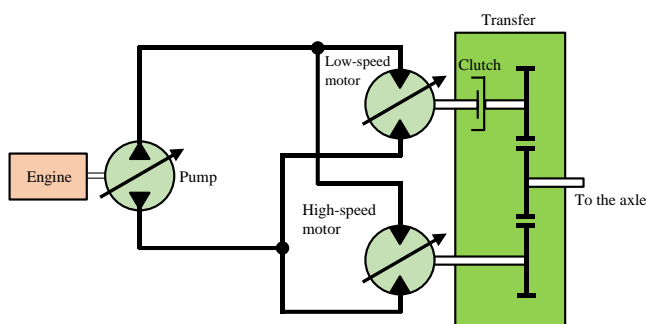 Transfer
Low-speed
motor
Clutch
Engine
Pump
To the axle
High-speed
motor